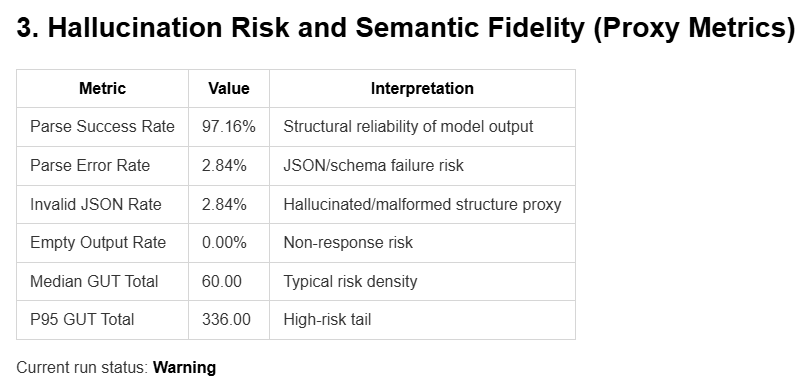 3. Hallucination Risk and Semantic Fidelity (Proxy Metrics)
Metric Value Interpretation
Parse Success Rate 97.16% Structural reliability of model output
Parse Error Rate 2.84% JSON/schema failure risk
Invalid JSON Rate 2.84% Hallucinated/malformed structure proxy
Empty Output Rate 0.00% Non-response risk
Median GUT Total 60.00 Typical risk density
P95 GUT Total 336.00 High-risk tail
Current run status: Warning